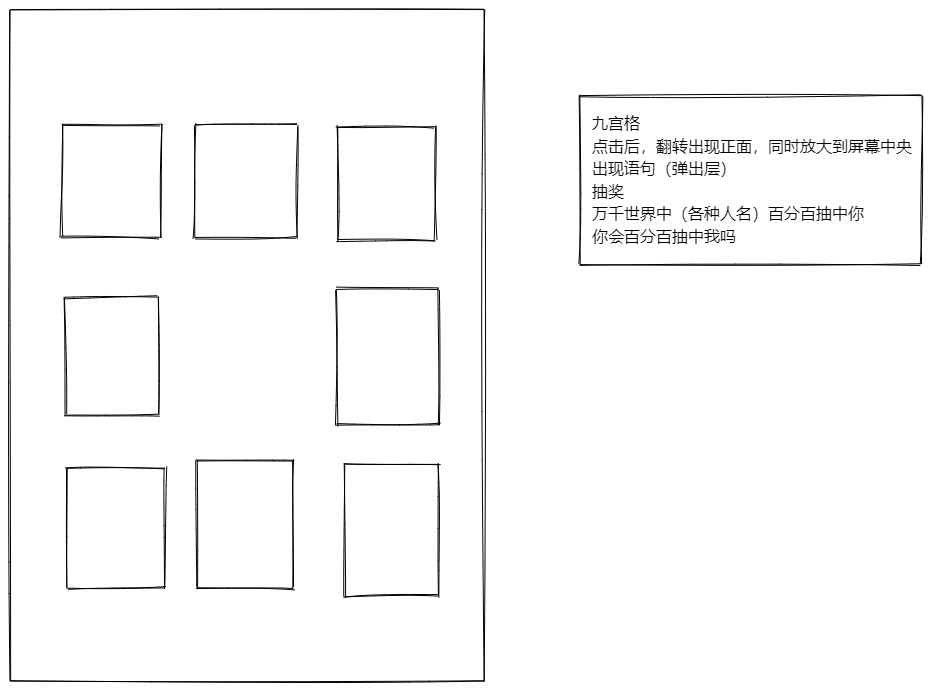 九宫格
点击后，翻转出现正面，同时放大到屏幕中央
出现语句（弹出层）
抽奖
万千世界中（各种人名）百分百抽中你
你会百分百抽中我吗